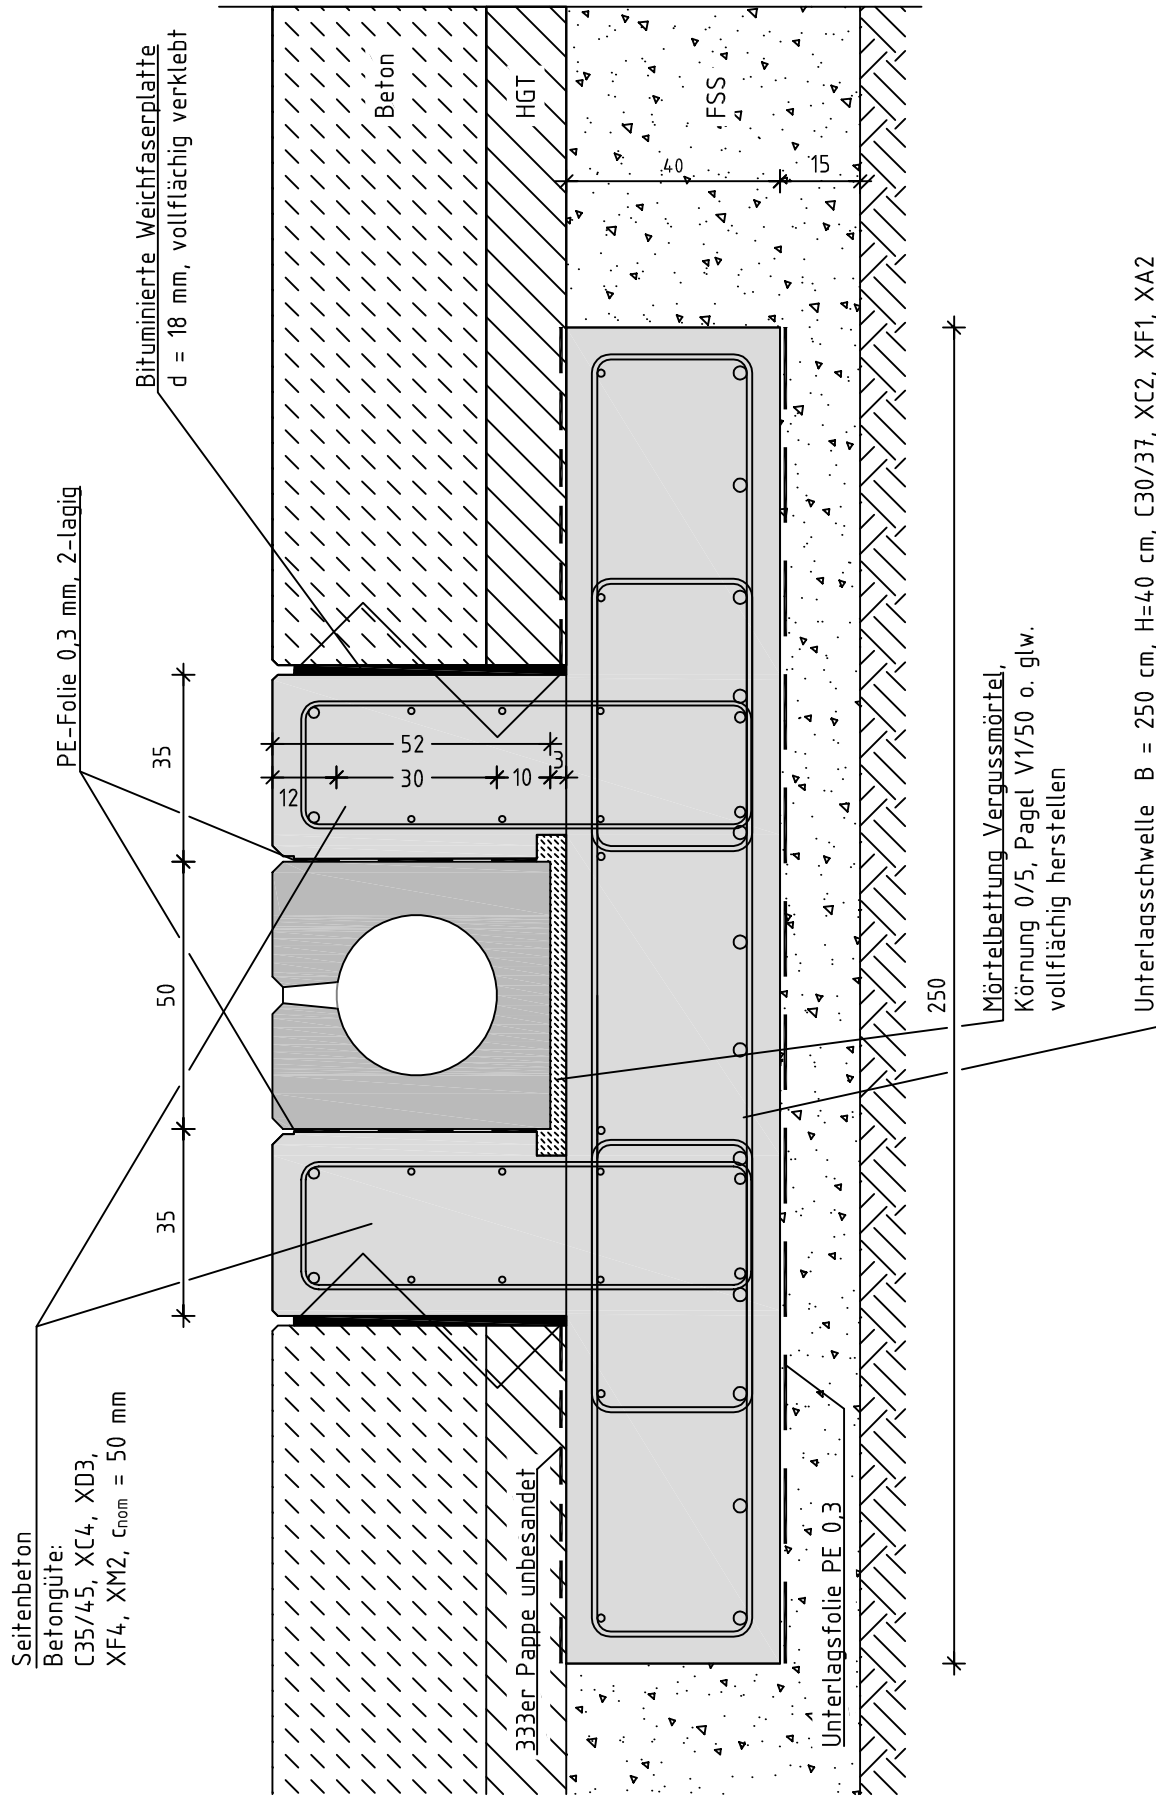 Seitenbeton
Betongüte:
C35/45, XC4, XD3,
XF4, XM2, cnom = 50 mm
PE-Folie 0,3 mm, 2-lagig
Bituminierte Weichfaserplatte
d = 18 mm, vollflächig verklebt
35
50
35
Beton
HGT
FSS
12
52
30
10
3
40
15
333er Pappe unbesandet
Unterlagsfolie PE 0,3
250
Mörtelbettung Vergussmörtel,
Körnung 0/5, Pagel V1/50 o. glw.
vollflächig herstellen
Unterlagsschwelle B = 250 cm, H=40 cm, C30/37, XC2, XF1, XA2